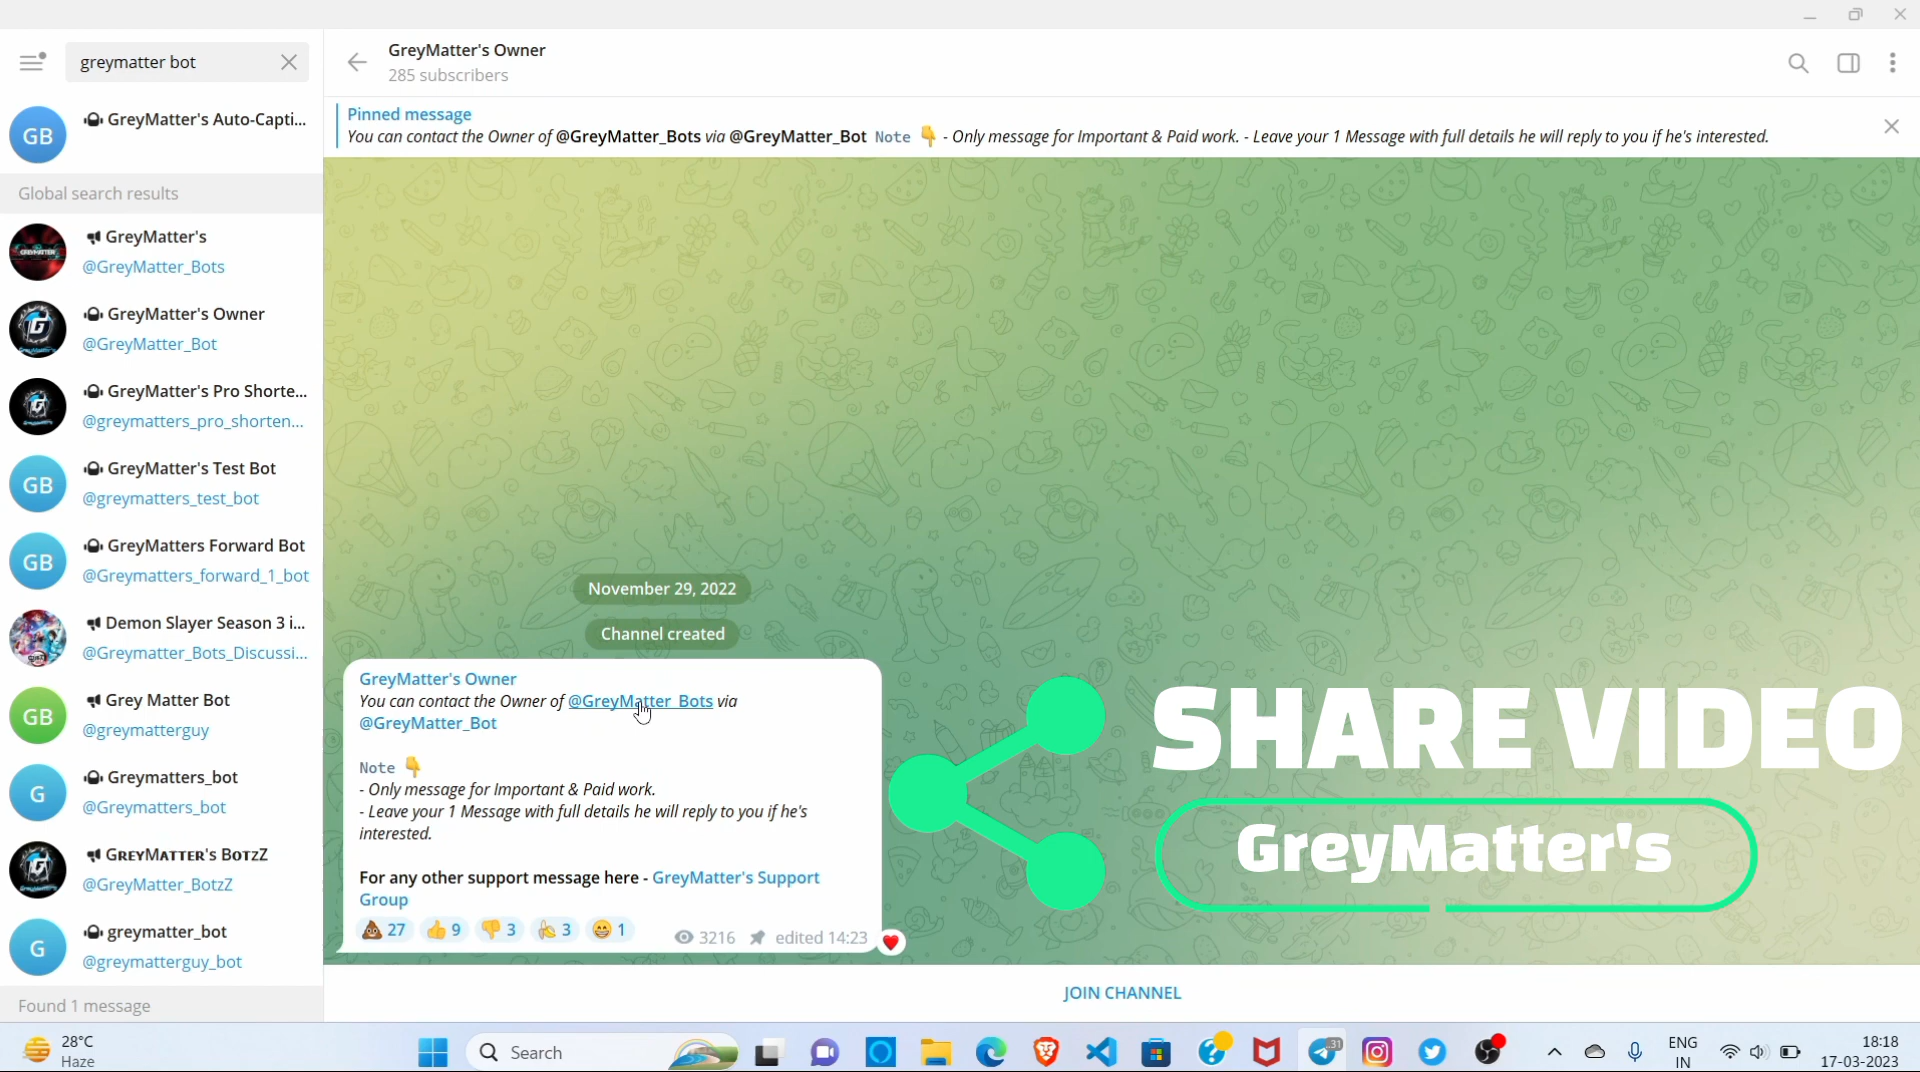 greymatter bot
GreyMatter's Owner
285 subscribers
Pinned message
You can contact the Owner of @GreyMatter_Bots via @GreyMatter_Bot Note 👇 - Only message for Important & Paid work. - Leave your 1 Message with full details he will reply to you if he's interested.
GB
GreyMatter's Auto-Capti...
Global search results
GreyMatter's
@GreyMatter_Bots
GreyMatter's Owner
@GreyMatter_Bot
GreyMatter's Pro Shorte...
@greymatters_pro_shorten...
GB
GreyMatter's Test Bot
@greymatters_test_bot
GB
GreyMatters Forward Bot
@Greymatters_forward_1_bot
Demon Slayer Season 3 i...
@Greymatter_Bots_Discussi...
GB
Grey Matter Bot
@greymatterguy
G
Greymatters_bot
@Greymatters_bot
GʀᴇʏMᴀᴛᴛᴇʀ's BᴏᴛᴢZ
@GreyMatter_BotzZ
G
greymatter_bot
@greymatterguy_bot
Found 1 message
November 29, 2022
Channel created
GreyMatter's Owner
You can contact the Owner of @GreyMatter_Bots via
@GreyMatter_Bot
Note 👇
- Only message for Important & Paid work.
- Leave your 1 Message with full details he will reply to you if he's
interested.
For any other support message here - GreyMatter's Support
Group
💩 27 👍 9 👎 3 🍌 3 😁 1 3216 edited 14:23
SHARE VIDEO
GreyMatter's
JOIN CHANNEL
28°C
Haze
Search
31
ENG
IN
18:18
17-03-2023